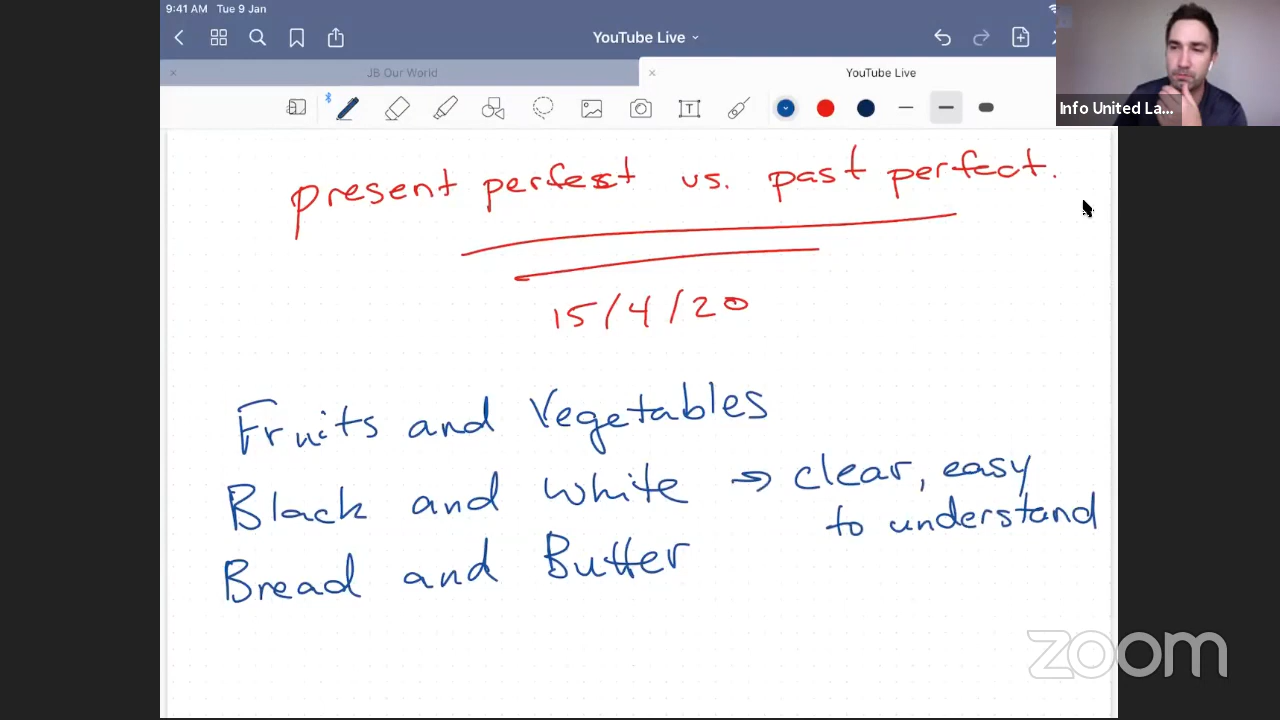 9:41 AM Tue 9 Jan
YouTube Live
JB Our World
YouTube Live
Info United La...
present perfect vs. past perfect.
15/4/20
Fruits and Vegetables
Black and white → clear, easy
to understand
Bread and Butter
zoom